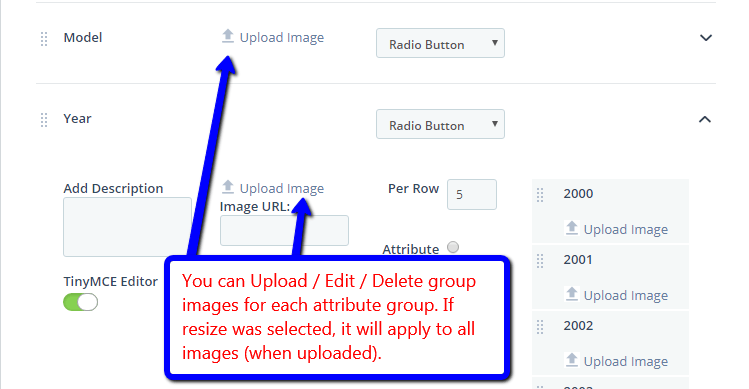 Model
Upload Image
Radio Button
Year
Radio Button
Add Description
Upload Image
Image URL:
Per Row
5
Attribute
TinyMCE Editor
2000
Upload Image
2001
Upload Image
2002
Upload Image
You can Upload / Edit / Delete group
images for each attribute group. If
resize was selected, it will apply to all
images (when uploaded).